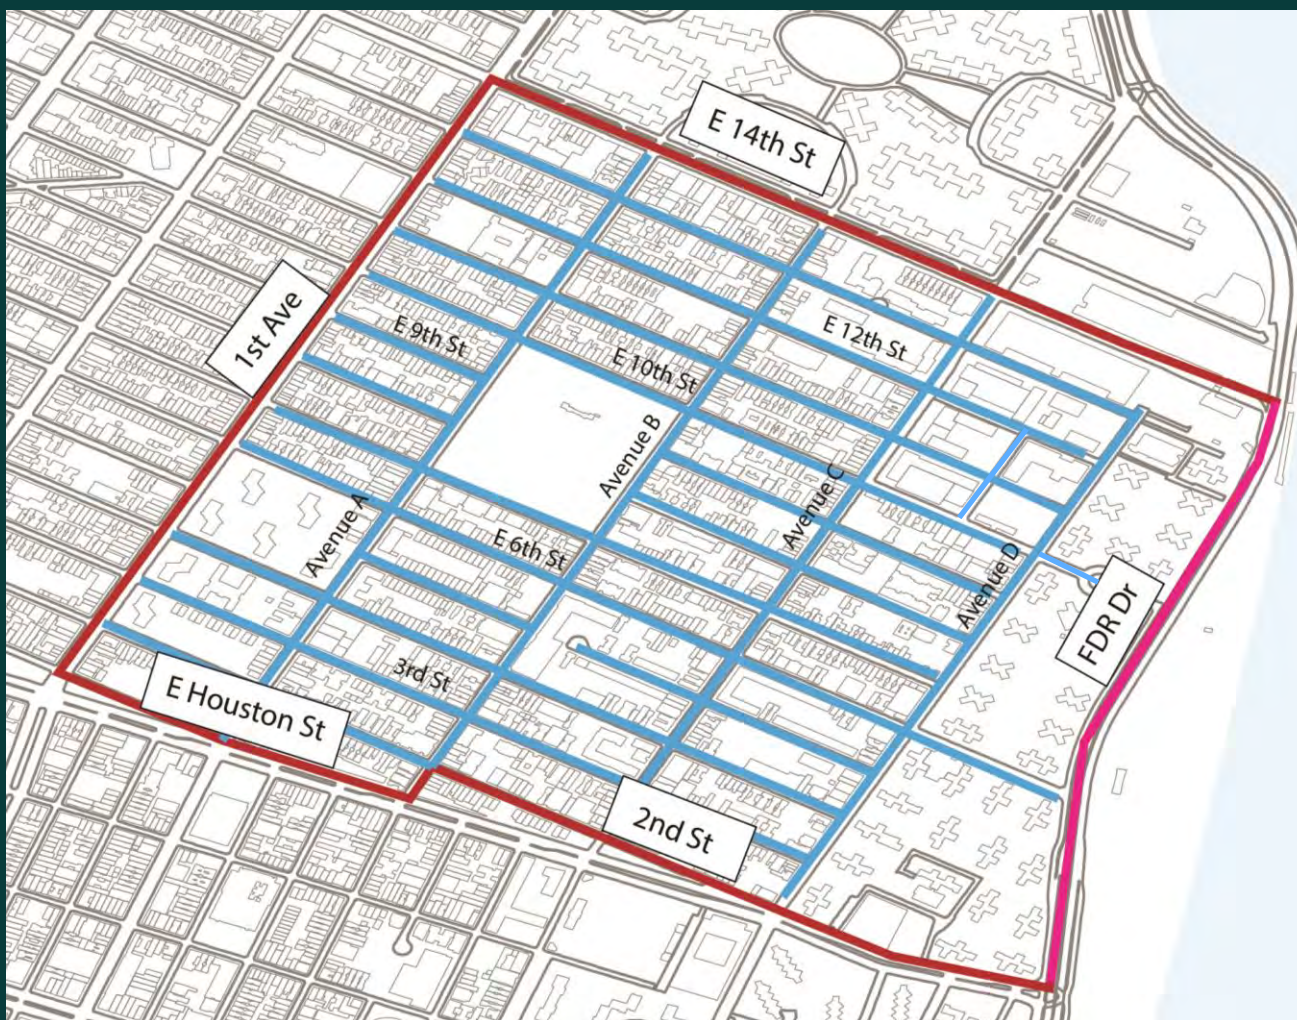 E 14th St
1st Ave
E 9th St
E 12th St
E 10th St
Avenue B
Avenue C
Avenue A
E 6th St
Avenue D
FDR Dr
3rd St
E Houston St
2nd St